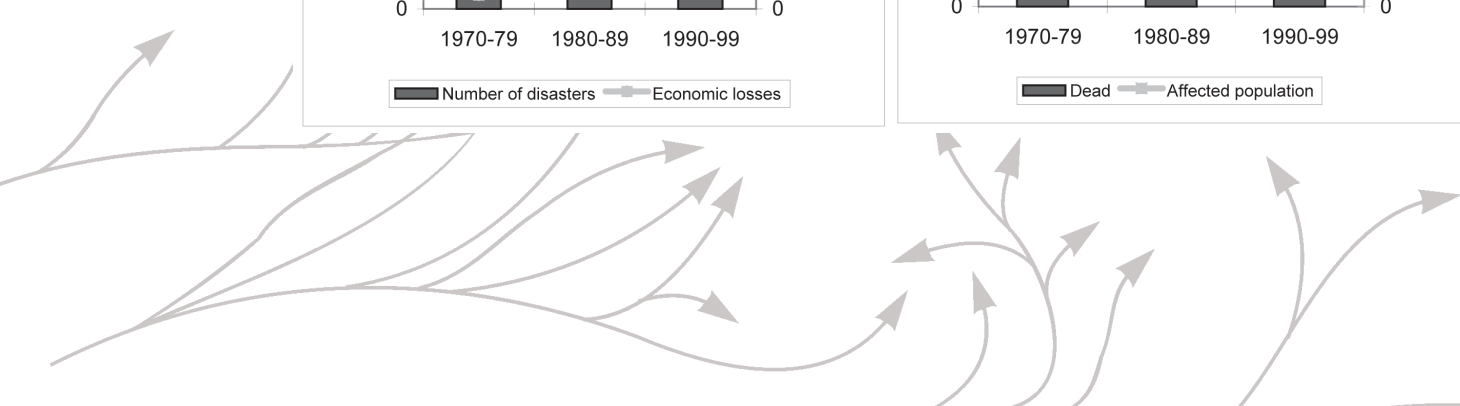 0 0
1970-79 1980-89 1990-99
Number of disasters Economic losses
0 0
1970-79 1980-89 1990-99
Dead Affected population